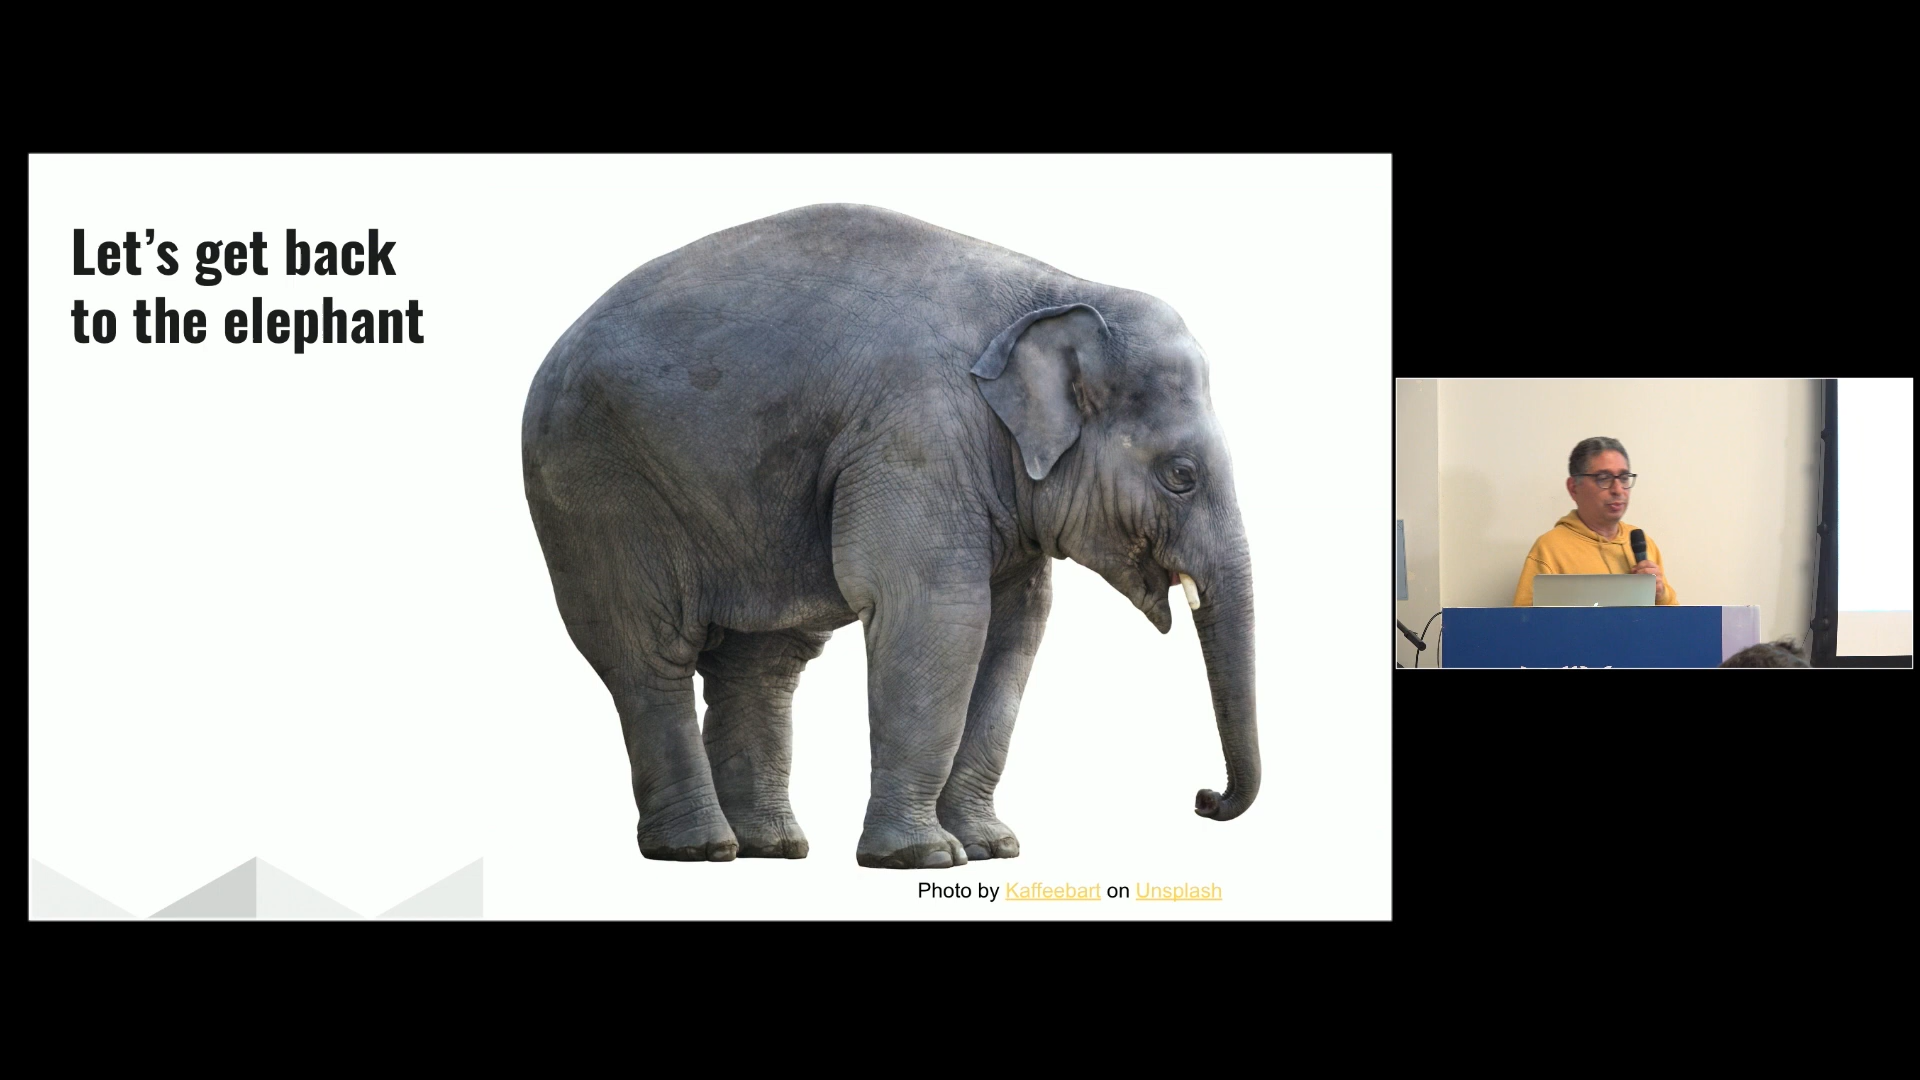 Let’s get back
to the elephant
Photo by Kaffeebart on Unsplash